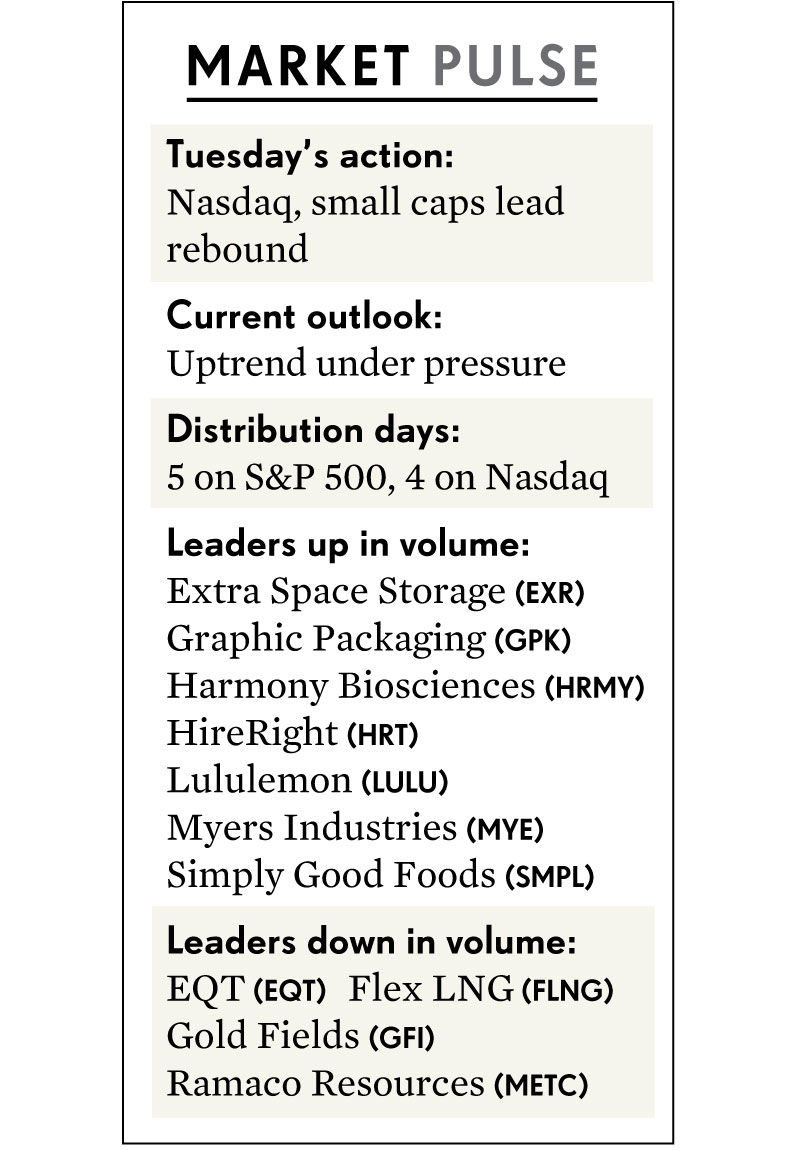 MARKET PULSE
Tuesday’s action:
Nasdaq, small caps lead
rebound
Current outlook:
Uptrend under pressure
Distribution days:
5 on S&P 500, 4 on Nasdaq
Leaders up in volume:
Extra Space Storage (EXR)
Graphic Packaging (GPK)
Harmony Biosciences (HRMY)
HireRight (HRT)
Lululemon (LULU)
Myers Industries (MYE)
Simply Good Foods (SMPL)
Leaders down in volume:
EQT (EQT) Flex LNG (FLNG)
Gold Fields (GFI)
Ramaco Resources (METC)